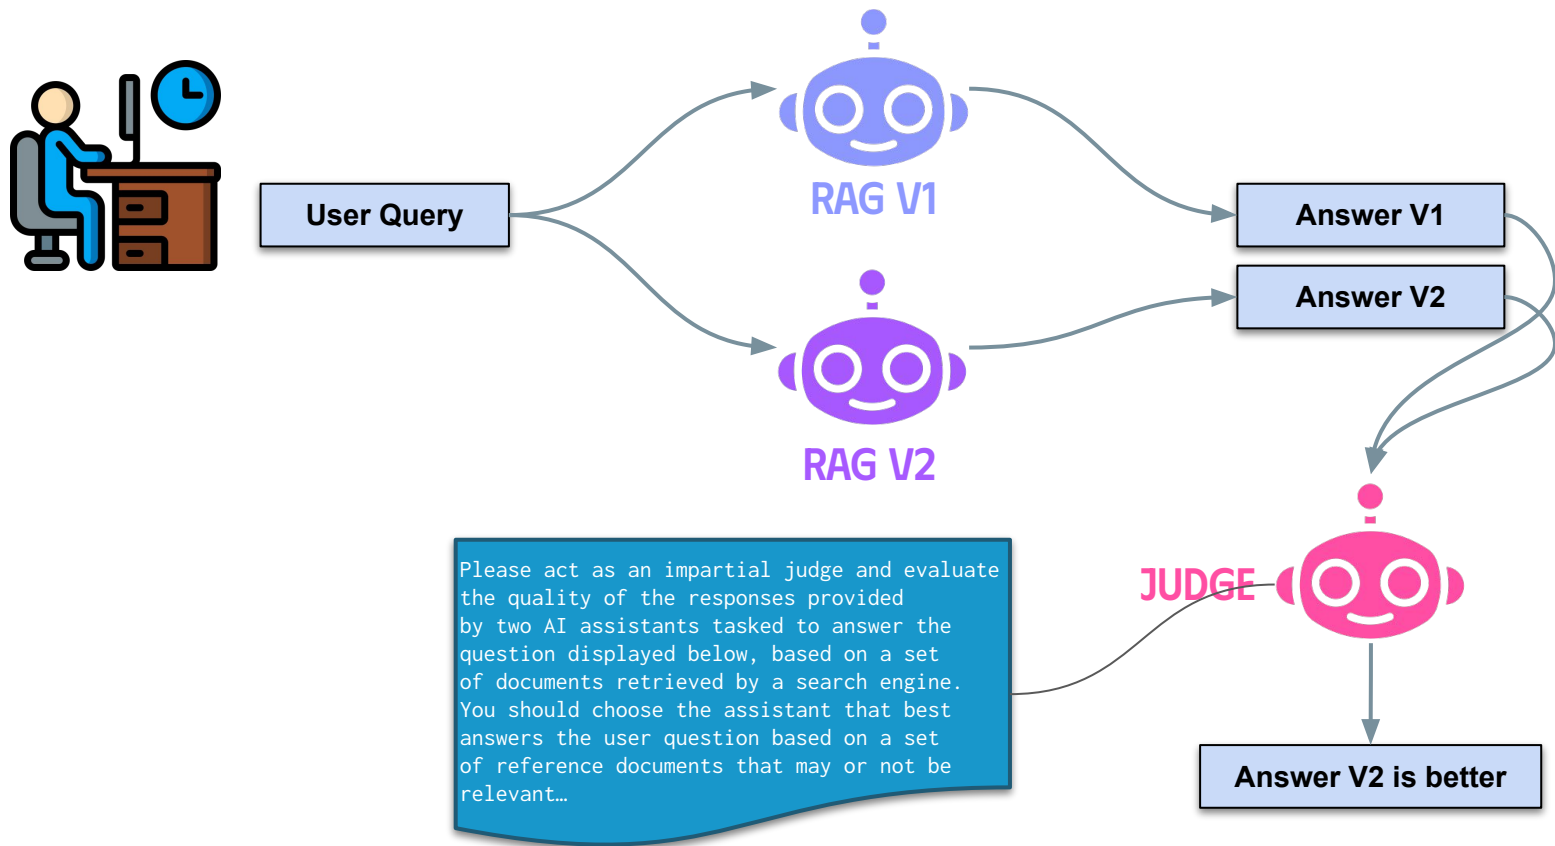 RAG V1
User Query
Answer V1
Answer V2
RAG V2
JUDGE
Please act as an impartial judge and evaluate
the quality of the responses provided
by two AI assistants tasked to answer the
question displayed below, based on a set
of documents retrieved by a search engine.
You should choose the assistant that best
answers the user question based on a set
of reference documents that may or not be
relevant…
Answer V2 is better